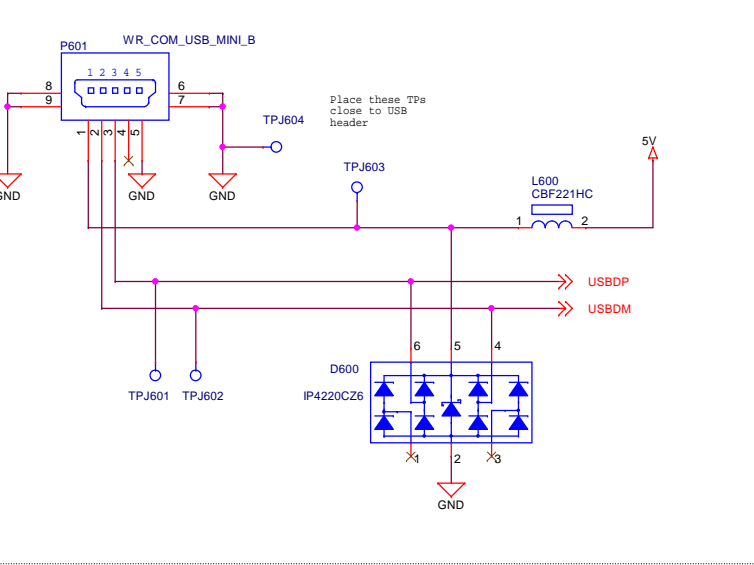 P601
WR_COM_USB_MINI_B
1 2 3 4 5
8
9
6
7
1
2
3
4
5
GND
GND
GND
TPJ604
Place these TPs
close to USB
header
TPJ603
5V
L600
CBF221HC
1
2
USBDP
USBDM
TPJ601
TPJ602
D600
IP4220CZ6
6
5
4
1
2
3
GND